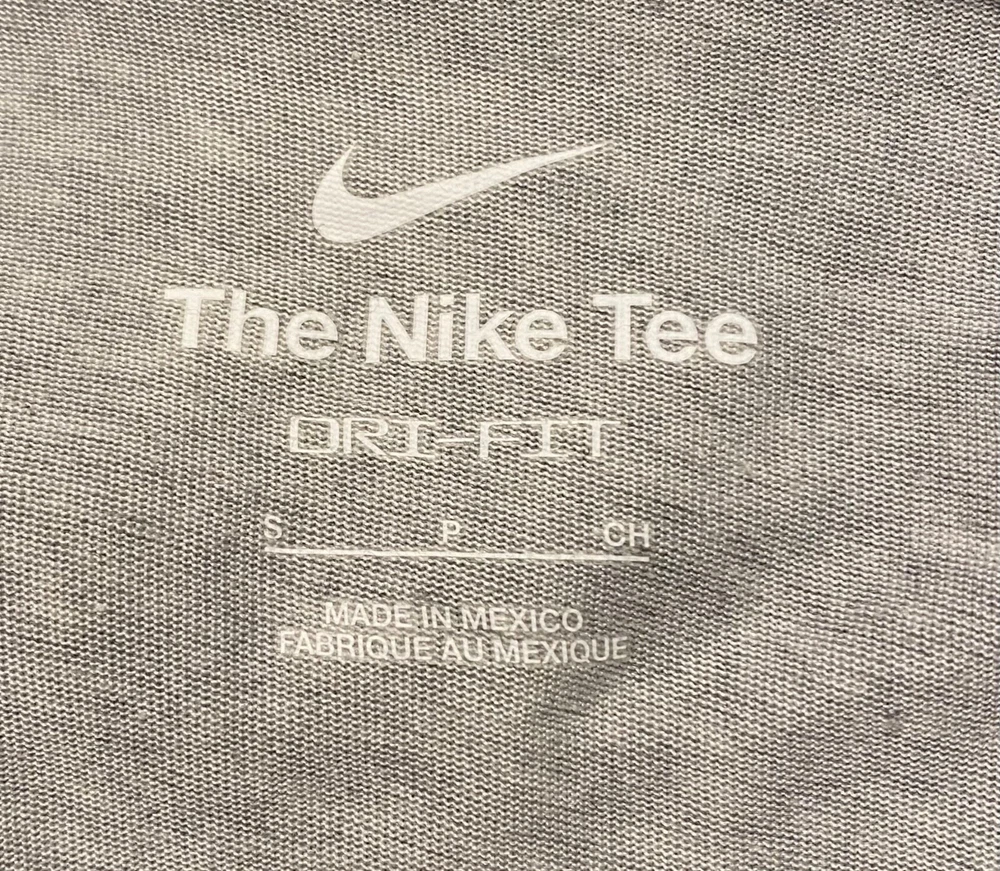 The Nike Tee
DRI-FIT
S P CH
MADE IN MEXICO
FABRIQUE AU MEXIQUE